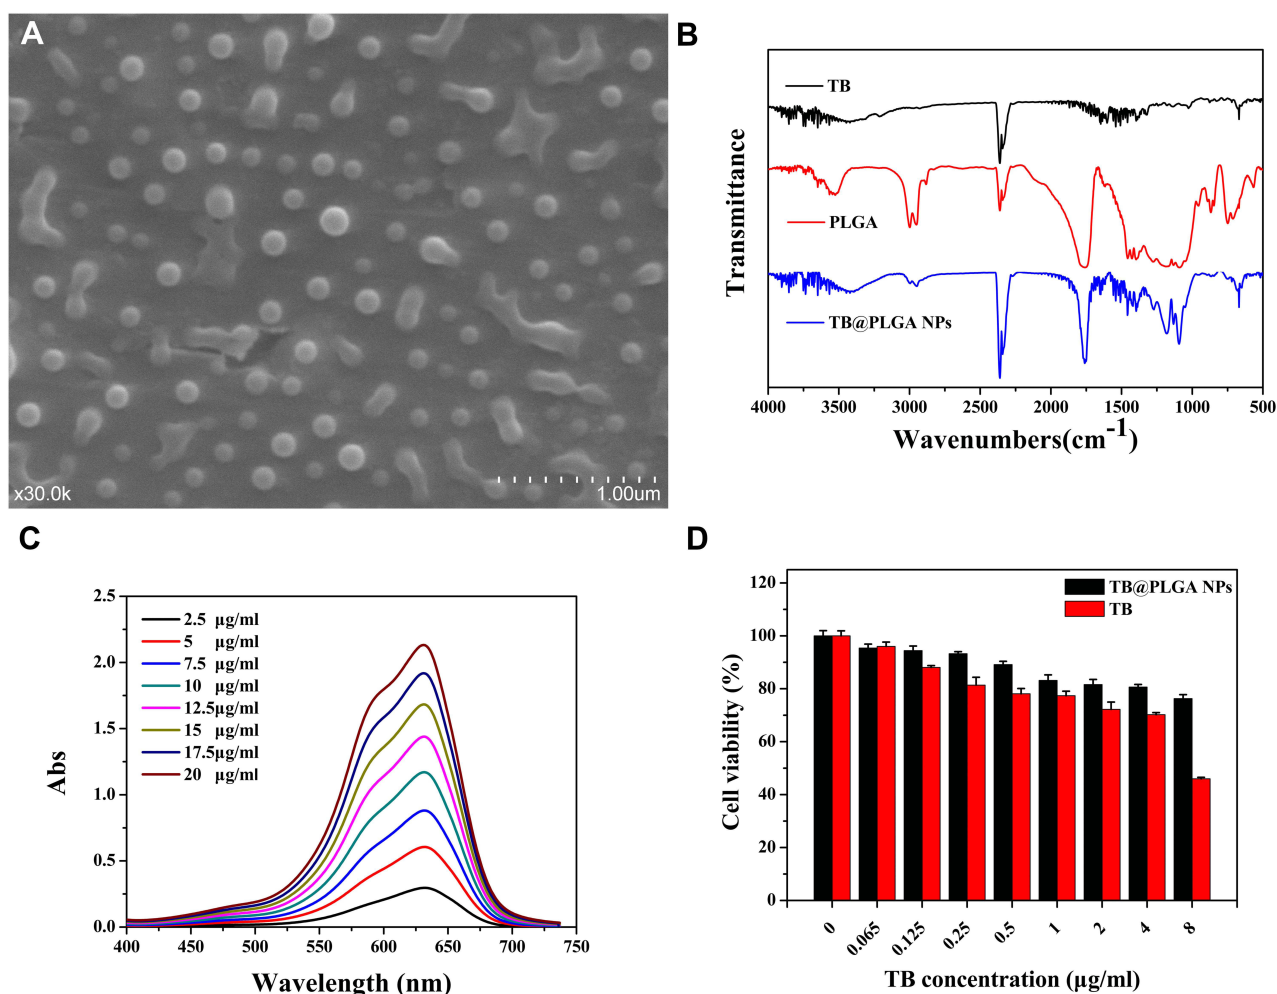 A
x30.0k
1.00um
B
TB
PLGA
TB@PLGA NPs
Transmittance
4000 3500 3000 2500 2000 1500 1000 500
Wavenumbers(cm-1)
C
2.5 μg/ml
5 μg/ml
7.5 μg/ml
10 μg/ml
12.5μg/ml
15 μg/ml
17.5μg/ml
20 μg/ml
2.5
2.0
1.5
1.0
0.5
0.0
Abs
400 450 500 550 600 650 700 750
Wavelength (nm)
D
TB@PLGA NPs
TB
120
100
80
60
40
20
0
Cell viability (%)
0 0.065 0.125 0.25 0.5 1 2 4 8
TB concentration (μg/ml)